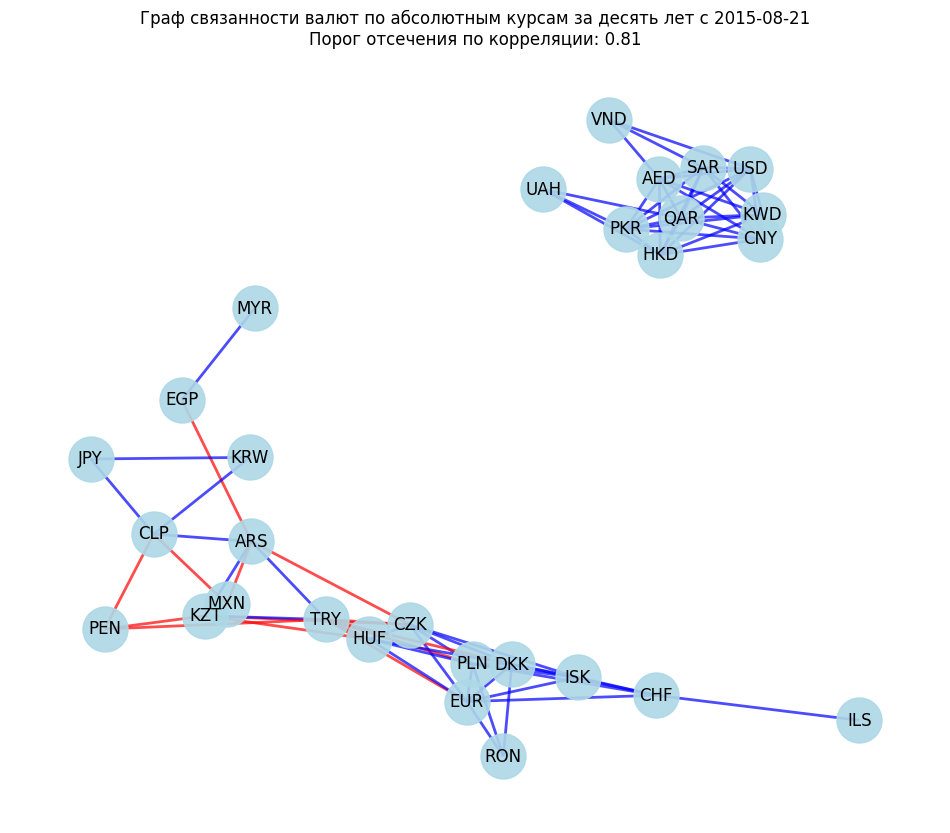 Граф связанности валют по абсолютным курсам за десять лет с 2015-08-21
Порог отсечения по корреляции: 0.81
VND
SAR
USD
AED
UAH
KWD
QAR
PKR
CNY
HKD
MYR
EGP
JPY
KRW
CLP
ARS
MXN
KZT
TRY
PEN
CZK
HUF
PLN
DKK
ISK
CHF
EUR
ILS
RON